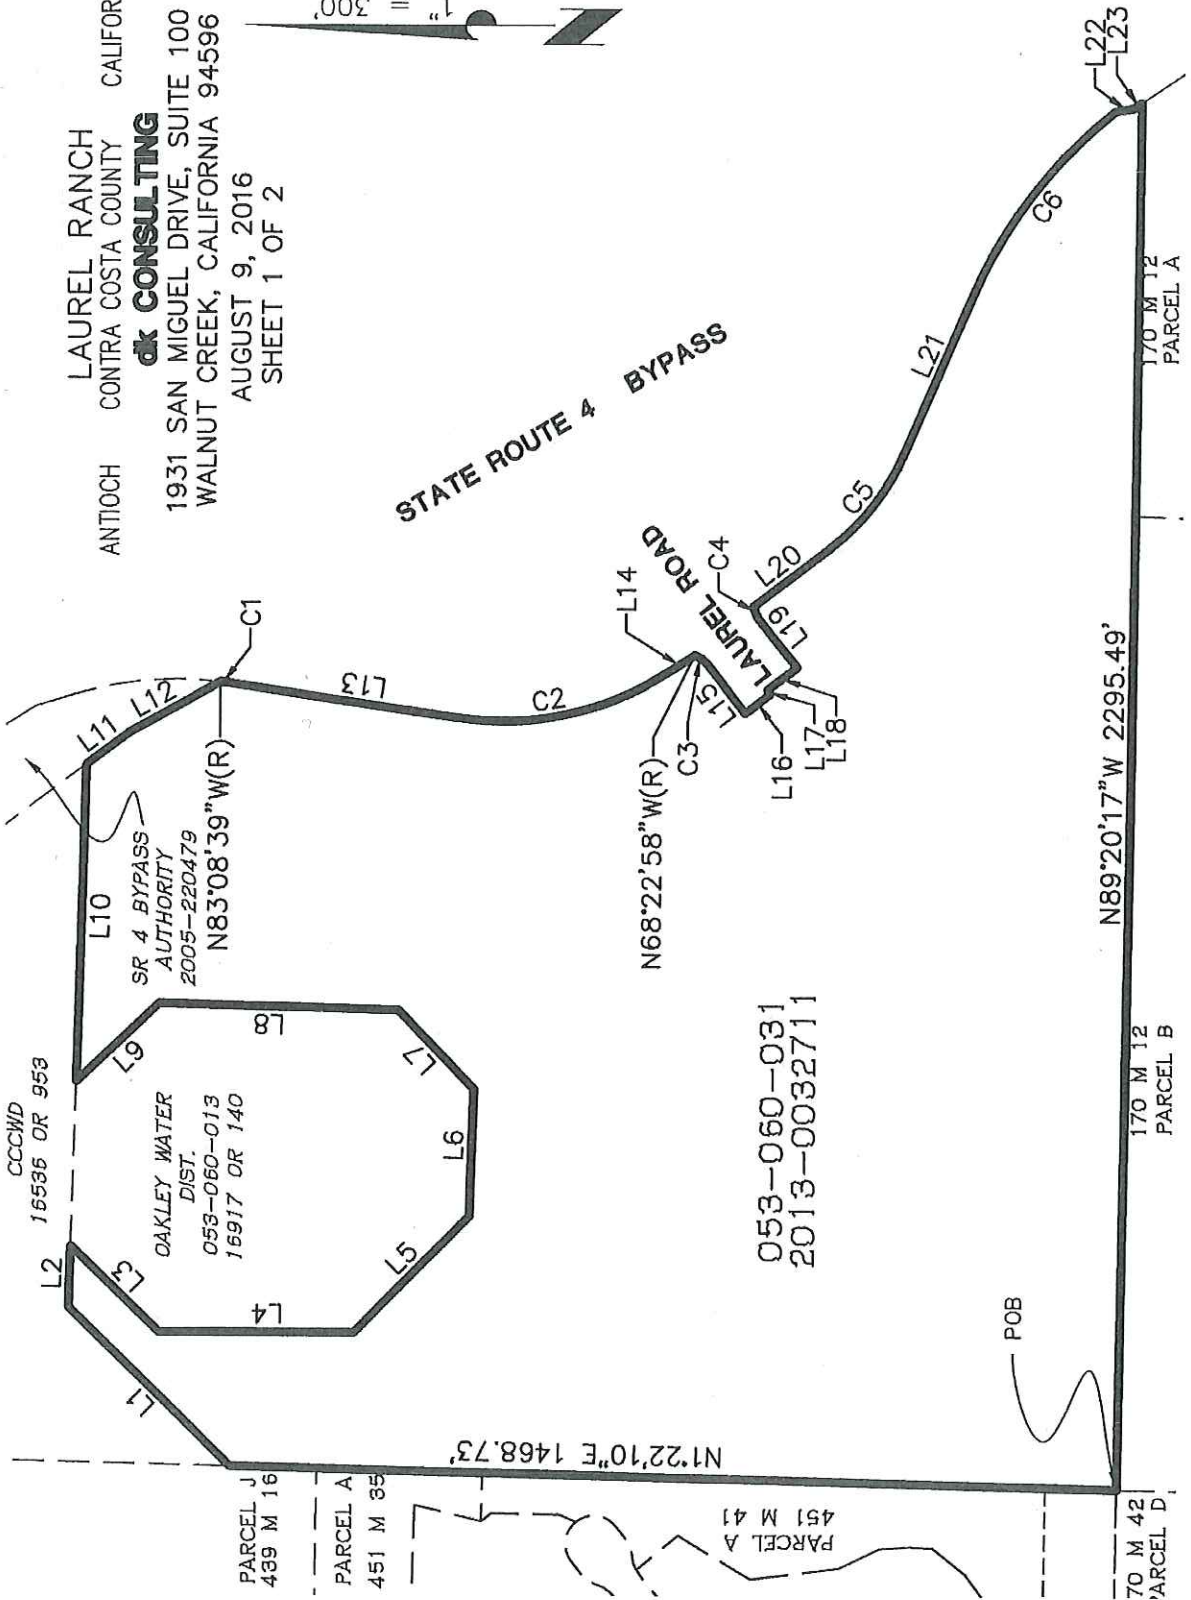 LAUREL RANCH
ANTIOCH CONTRA COSTA COUNTY CALIFOR
dk CONSULTING
1931 SAN MIGUEL DRIVE, SUITE 100
WALNUT CREEK, CALIFORNIA 94596
AUGUST 9, 2016
SHEET 1 OF 2
1" = 300'
N
CCCWD
16535 OR 953
L1
L2
L3
L4
L5
L6
L7
L8
L9
L10
L11
L12
C1
OAKLEY WATER
DIST.
053-060-013
16917 OR 140
SR 4 BYPASS
AUTHORITY
2005-220479
N83°08'39"W(R)
L13
C2
L14
N68°22'58"W(R)
C3
L15
L16
L17
L18
LAUREL ROAD
C4
L19
L20
C5
L21
C6
L22
L23
STATE ROUTE 4 BYPASS
PARCEL J
439 M 16
PARCEL A
451 M 35
PARCEL A
451 M 41
N1°22'10"E 1468.73'
053-060-031
2013-0032711
POB
N89°20'17"W 2295.49'
70 M 42
PARCEL D
170 M 12
PARCEL B
170 M 12
PARCEL A